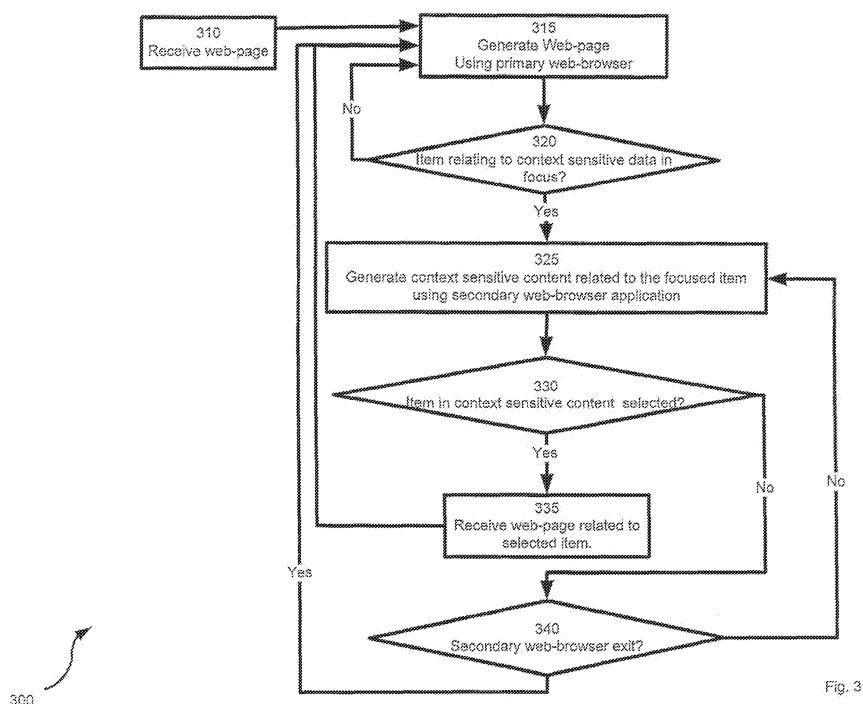 310
Receive web-page
315
Generate Web-page
Using primary web-browser
No
320
Item relating to context sensitive data in
focus?
Yes
325
Generate context sensitive content related to the focused item
using secondary web-browser application
330
Item in context sensitive content selected?
Yes
No
No
335
Receive web-page related to
selected item.
Yes
340
Secondary web-browser exit?
300
Fig. 3